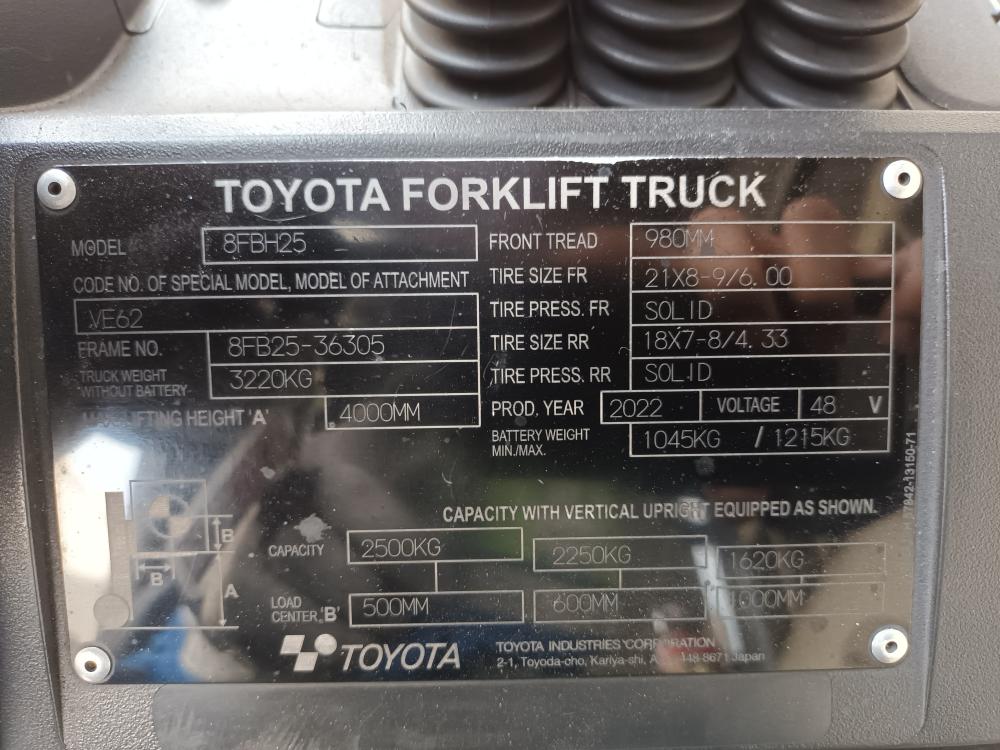 TOYOTA FORKLIFT TRUCK
MODEL 8FBH25
CODE NO. OF SPECIAL MODEL, MODEL OF ATTACHMENT
VE62
FRAME NO. 8FB25-36305
TRUCK WEIGHT WITHOUT BATTERY 3220KG
LIFTING HEIGHT 'A' 4000MM
FRONT TREAD 980MM
TIRE SIZE FR 21X8-9/6.00
TIRE PRESS. FR SOLID
TIRE SIZE RR 18X7-8/4.33
TIRE PRESS. RR SOLID
PROD. YEAR 2022 VOLTAGE 48 V
BATTERY WEIGHT MIN./MAX. 1045KG / 1215KG
CAPACITY WITH VERTICAL UPRIGHT EQUIPPED AS SHOWN.
CAPACITY 2500KG 2250KG 1620KG
LOAD CENTER,'B' 500MM 600MM 1000MM
B
B
A
TOYOTA
TOYOTA INDUSTRIES CORPORATION
2-1, Toyoda-cho, Kariya-shi, 448-8671 Japan
13150-71